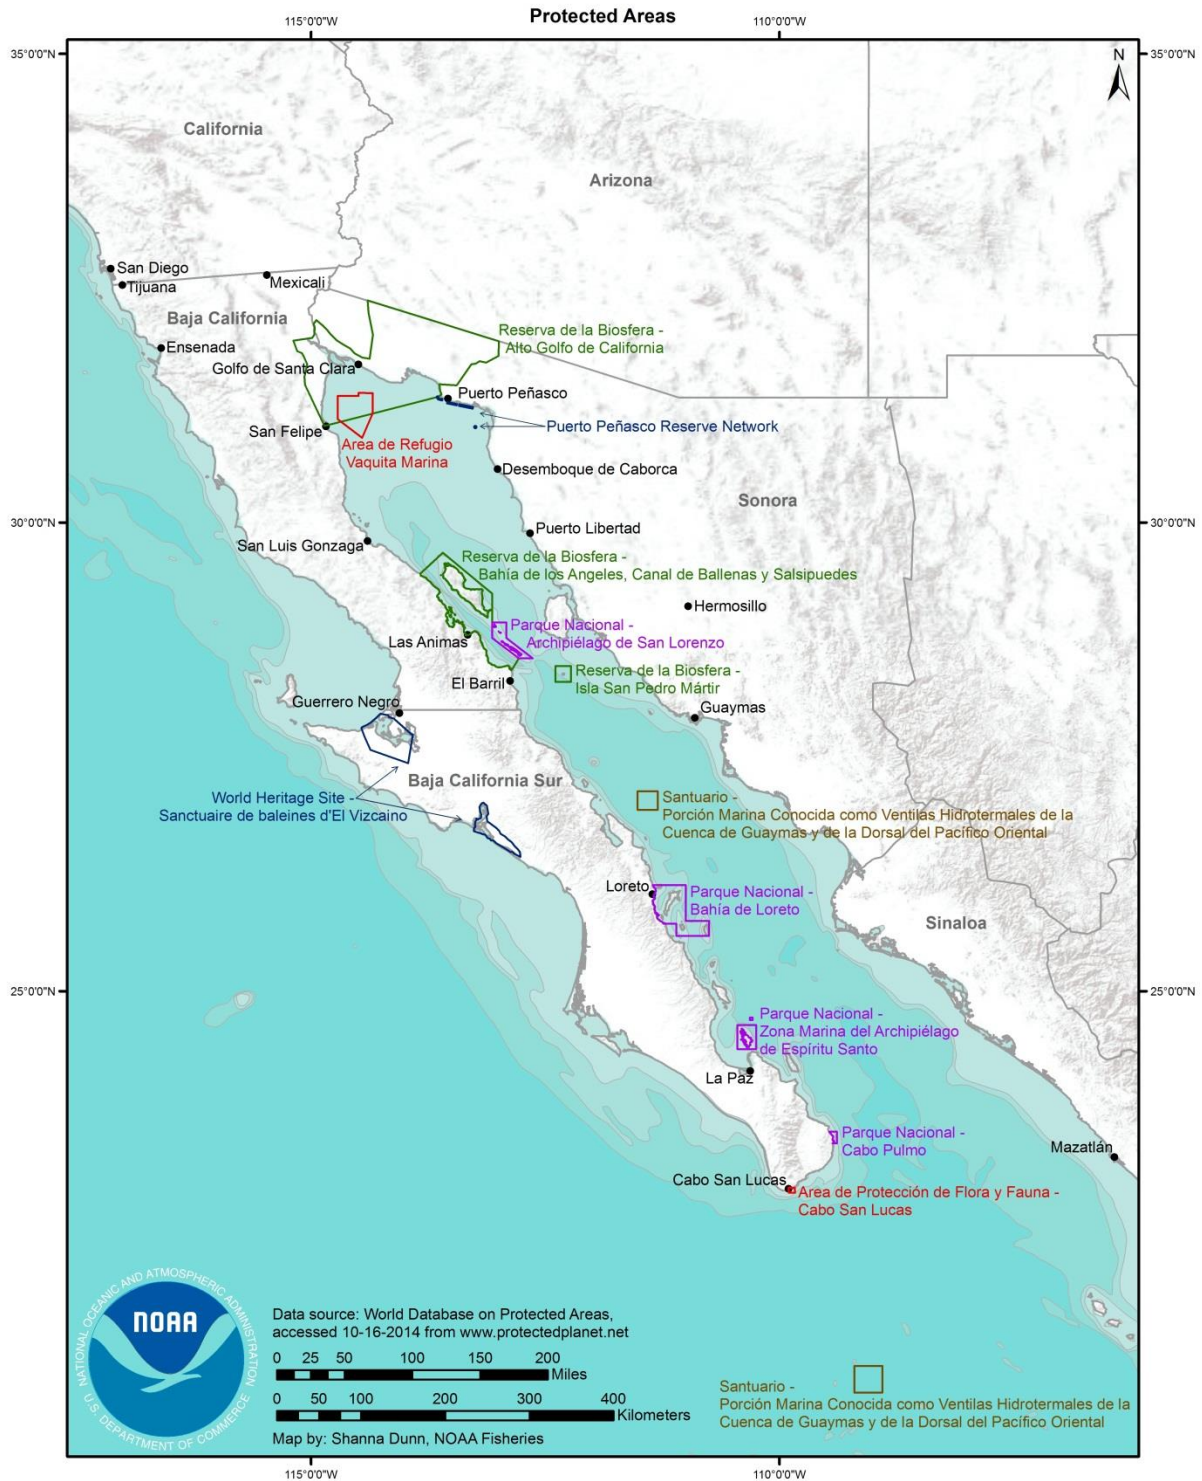 Protected Areas
115°0'0"W
110°0'0"W
35°0'0"N
35°0'0"N
N
California
Arizona
San Diego
Tijuana
Mexicali
Baja California
Ensenada
Reserva de la Biosfera -
Alto Golfo de California
Golfo de Santa Clara
Puerto Peñasco
San Felipe
Puerto Peñasco Reserve Network
Area de Refugio
Vaquita Marina
Desemboque de Caborca
Sonora
30°0'0"N
30°0'0"N
Puerto Libertad
San Luis Gonzaga
Reserva de la Biosfera -
Bahía de los Angeles, Canal de Ballenas y Salsipuedes
Hermosillo
Parque Nacional -
Archipiélago de San Lorenzo
Las Animas
Reserva de la Biosfera -
Isla San Pedro Mártir
El Barril
Guerrero Negro
Guaymas
Baja California Sur
World Heritage Site -
Sanctuaire de baleines d'El Vizcaino
Santuario -
Porción Marina Conocida como Ventilas Hidrotermales de la
Cuenca de Guaymas y de la Dorsal del Pacífico Oriental
Loreto
Parque Nacional -
Bahía de Loreto
Sinaloa
25°0'0"N
25°0'0"N
Parque Nacional -
Zona Marina del Archipiélago
de Espíritu Santo
La Paz
Parque Nacional -
Cabo Pulmo
Mazatlán
Cabo San Lucas
Area de Protección de Flora y Fauna -
Cabo San Lucas
NATIONAL OCEANIC AND ATMOSPHERIC ADMINISTRATION
NOAA
U.S. DEPARTMENT OF COMMERCE
Data source: World Database on Protected Areas,
accessed 10-16-2014 from www.protectedplanet.net
0 25 50 100 150 200
Miles
0 50 100 200 300 400
Kilometers
Map by: Shanna Dunn, NOAA Fisheries
Santuario -
Porción Marina Conocida como Ventilas Hidrotermales de la
Cuenca de Guaymas y de la Dorsal del Pacífico Oriental
115°0'0"W
110°0'0"W